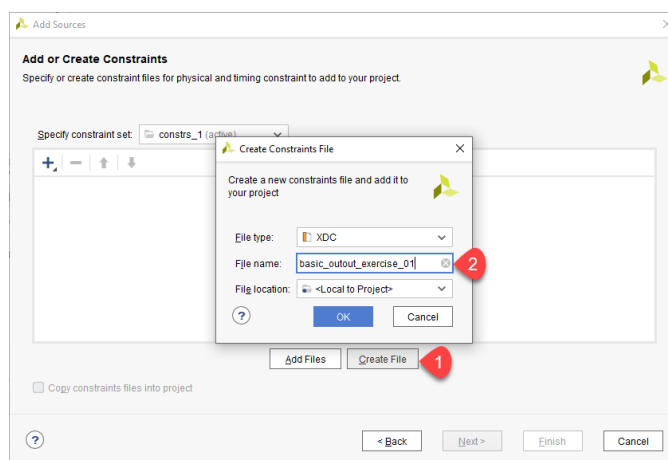 Add Sources
Add or Create Constraints
Specify or create constraint files for physical and timing constraint to add to your project.
Specify constraint set: constrs_1 (active)
Create Constraints File
Create a new constraints file and add it to
your project
File type: XDC
File name: basic_outout_exercise_01
2
File location: <Local to Project>
? OK Cancel
Add Files Create File 1
Copy constraints files into project
? < Back Next > Finish Cancel